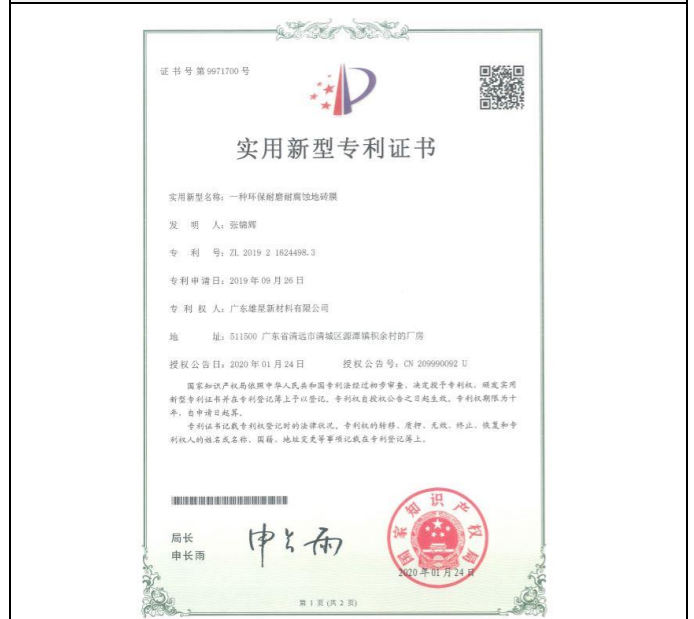 证书号第9971700号
实用新型专利证书
实用新型名称：一种环保耐磨耐腐蚀地砖膜
发 明 人：张锦辉
专 利 号：ZL 2019 2 1624498.3
专利申请日：2019年09月26日
专 利 权 人：广东雄星新材料有限公司
地 址：511500 广东省清远市清城区源潭镇积余村的厂房
授权公告日：2020年01月24日 授权公告号：CN 209990092 U
国家知识产权局依照中华人民共和国专利法经过初步审查，决定授予专利权，颁发实用
新型专利证书并在专利登记簿上予以登记。专利权自授权公告之日起生效。专利权期限为十
年，自申请日起算。
专利证书记载专利权登记时的法律状况。专利权的转移、质押、无效、终止、恢复和专
利权人的姓名或名称、国籍、地址变更等事项记载在专利登记簿上。
局长
申长雨
申长雨
国家知识产权局
2020年01月24日
第 1 页 (共 2 页)